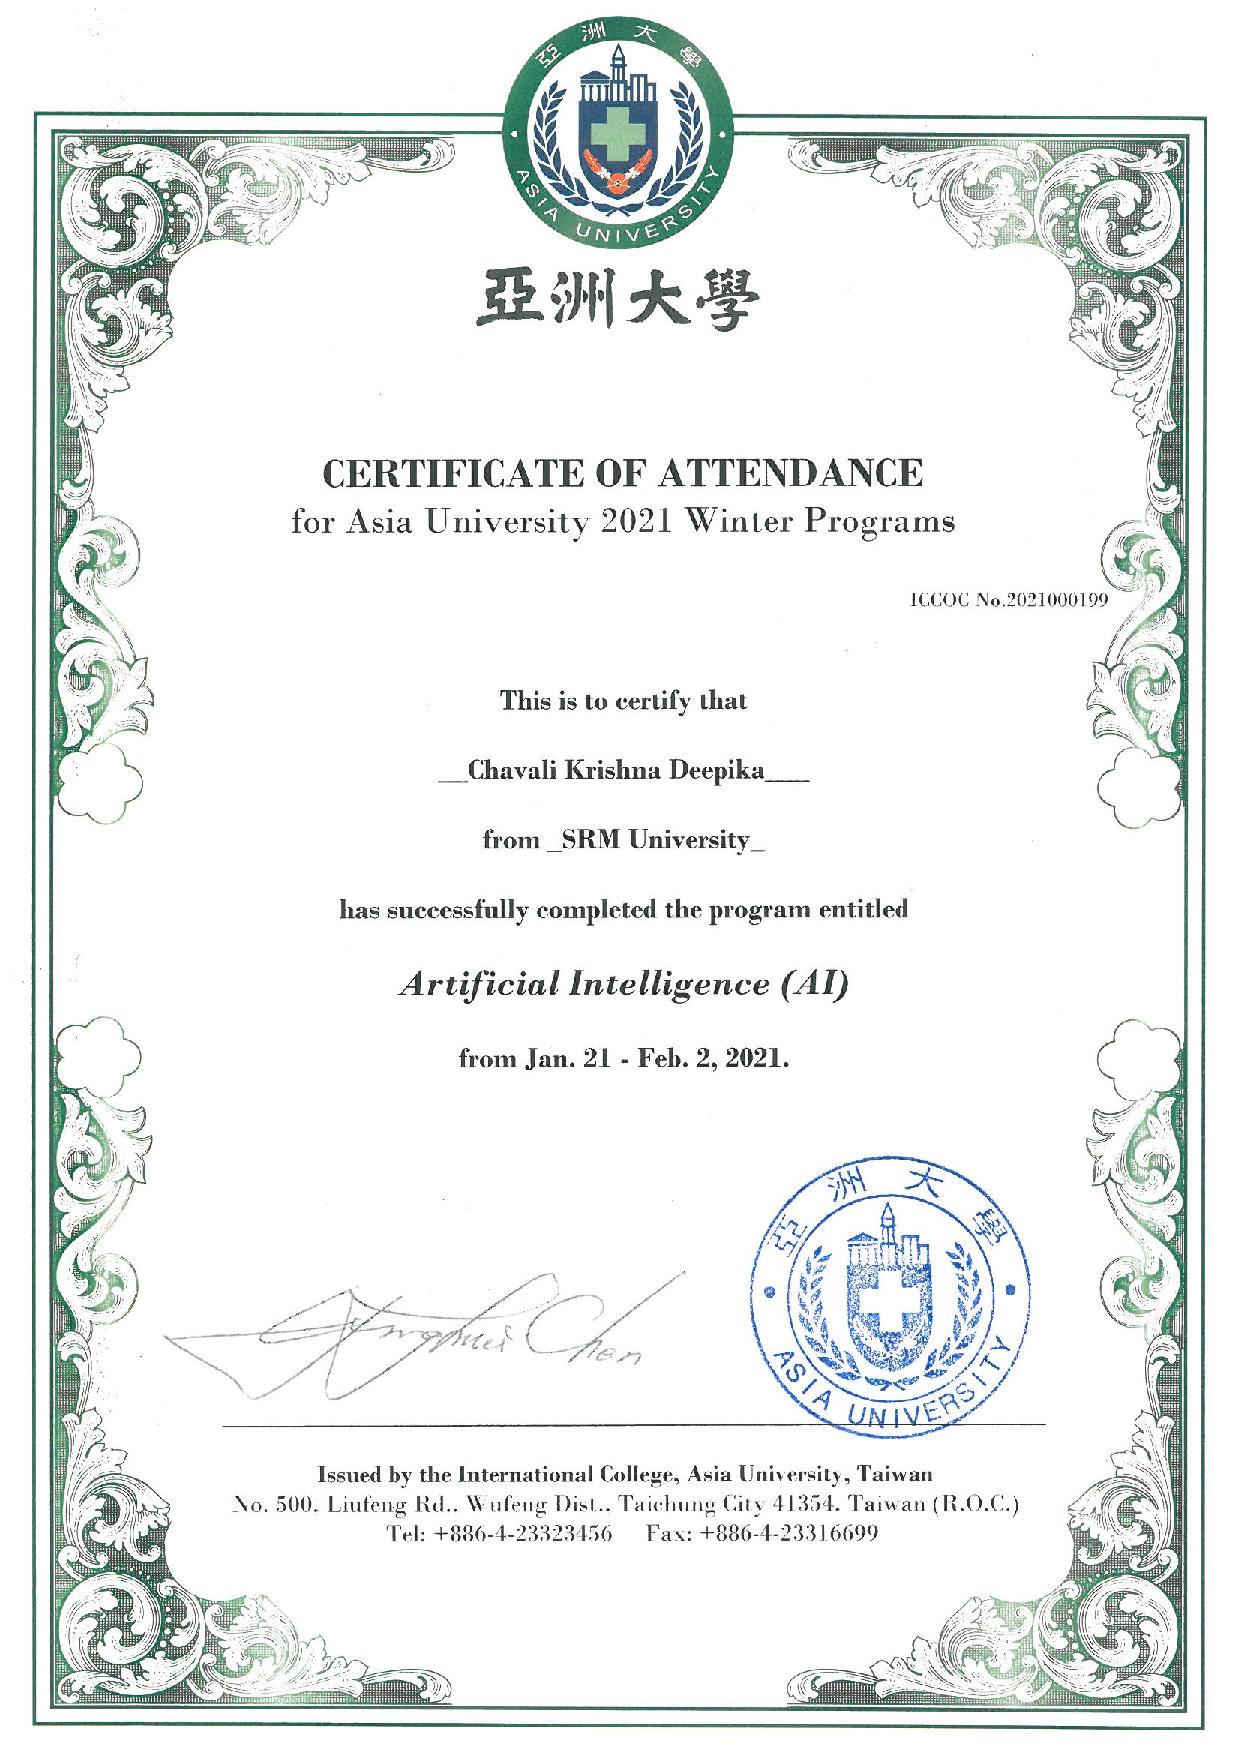 亞洲大學
ASIA UNIVERSITY
亞洲大學
CERTIFICATE OF ATTENDANCE
for Asia University 2021 Winter Programs
ICCOC No.2021000199
This is to certify that
__Chavali Krishna Deepika___
from _SRM University_
has successfully completed the program entitled
Artificial Intelligence (AI)
from Jan. 21 - Feb. 2, 2021.
亞洲大學
ASIA UNIVERSITY
Chen
Issued by the International College, Asia University, Taiwan
No. 500, Liufeng Rd., Wufeng Dist., Taichung City 41354, Taiwan (R.O.C.)
Tel: +886-4-23323456 Fax: +886-4-23316699